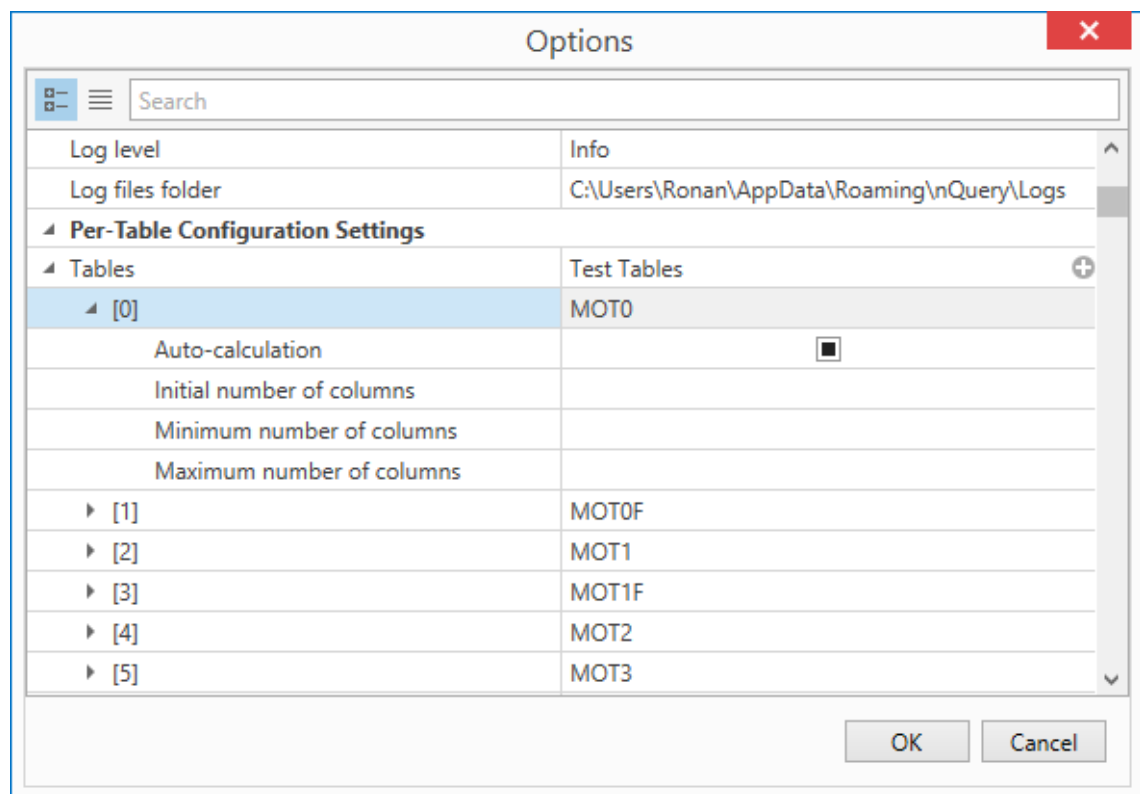 Options
Search
Log level Info
Log files folder C:\Users\Ronan\AppData\Roaming\nQuery\Logs
Per-Table Configuration Settings
Tables Test Tables
[0] MOT0
Auto-calculation
Initial number of columns
Minimum number of columns
Maximum number of columns
[1] MOT0F
[2] MOT1
[3] MOT1F
[4] MOT2
[5] MOT3
OK Cancel